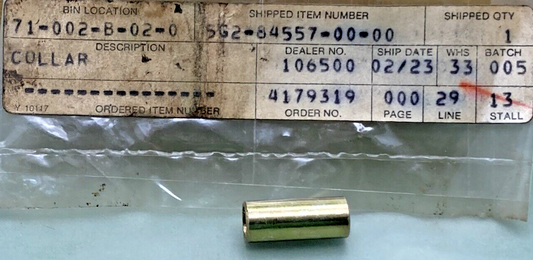 BIN LOCATION SHIPPED ITEM NUMBER SHIPPED QTY
71-002-B-02-0 5G2-84557-00-00 1
DESCRIPTION DEALER NO. SHIP DATE WHS BATCH
COLLAR 106500 02/23 33 005
4179319 000 29 13
ORDERED ITEM NUMBER ORDER NO. PAGE LINE STALL